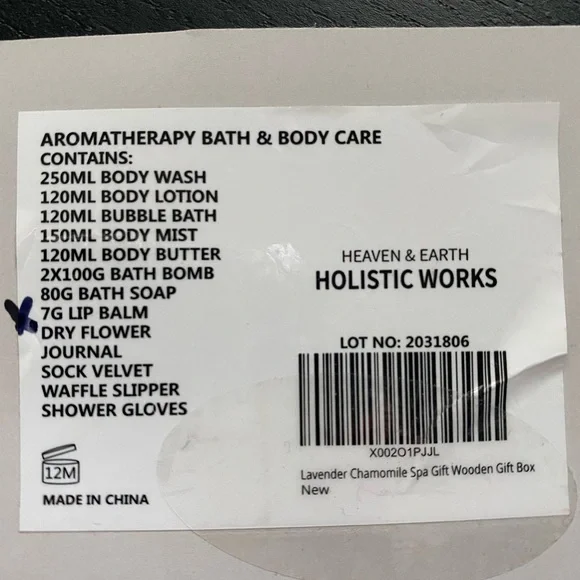 AROMATHERAPY BATH & BODY CARE
CONTAINS:
250ML BODY WASH
120ML BODY LOTION
120ML BUBBLE BATH
150ML BODY MIST
120ML BODY BUTTER
2X100G BATH BOMB
80G BATH SOAP
7G LIP BALM
DRY FLOWER
JOURNAL
SOCK VELVET
WAFFLE SLIPPER
SHOWER GLOVES
12M
MADE IN CHINA
HEAVEN & EARTH
HOLISTIC WORKS
LOT NO: 2031806
X002O1PJJL
Lavender Chamomile Spa Gift Wooden Gift Box
New